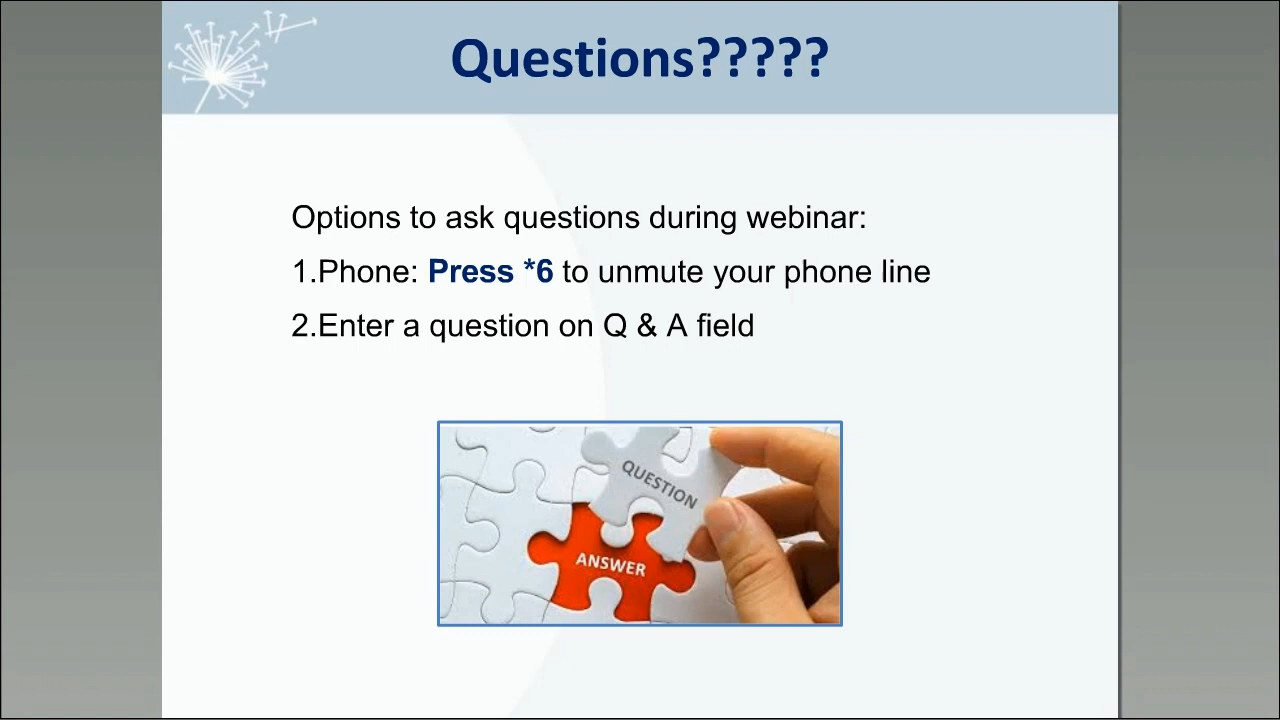 Questions?????
Options to ask questions during webinar:
1.Phone: Press *6 to unmute your phone line
2.Enter a question on Q & A field
QUESTION
ANSWER